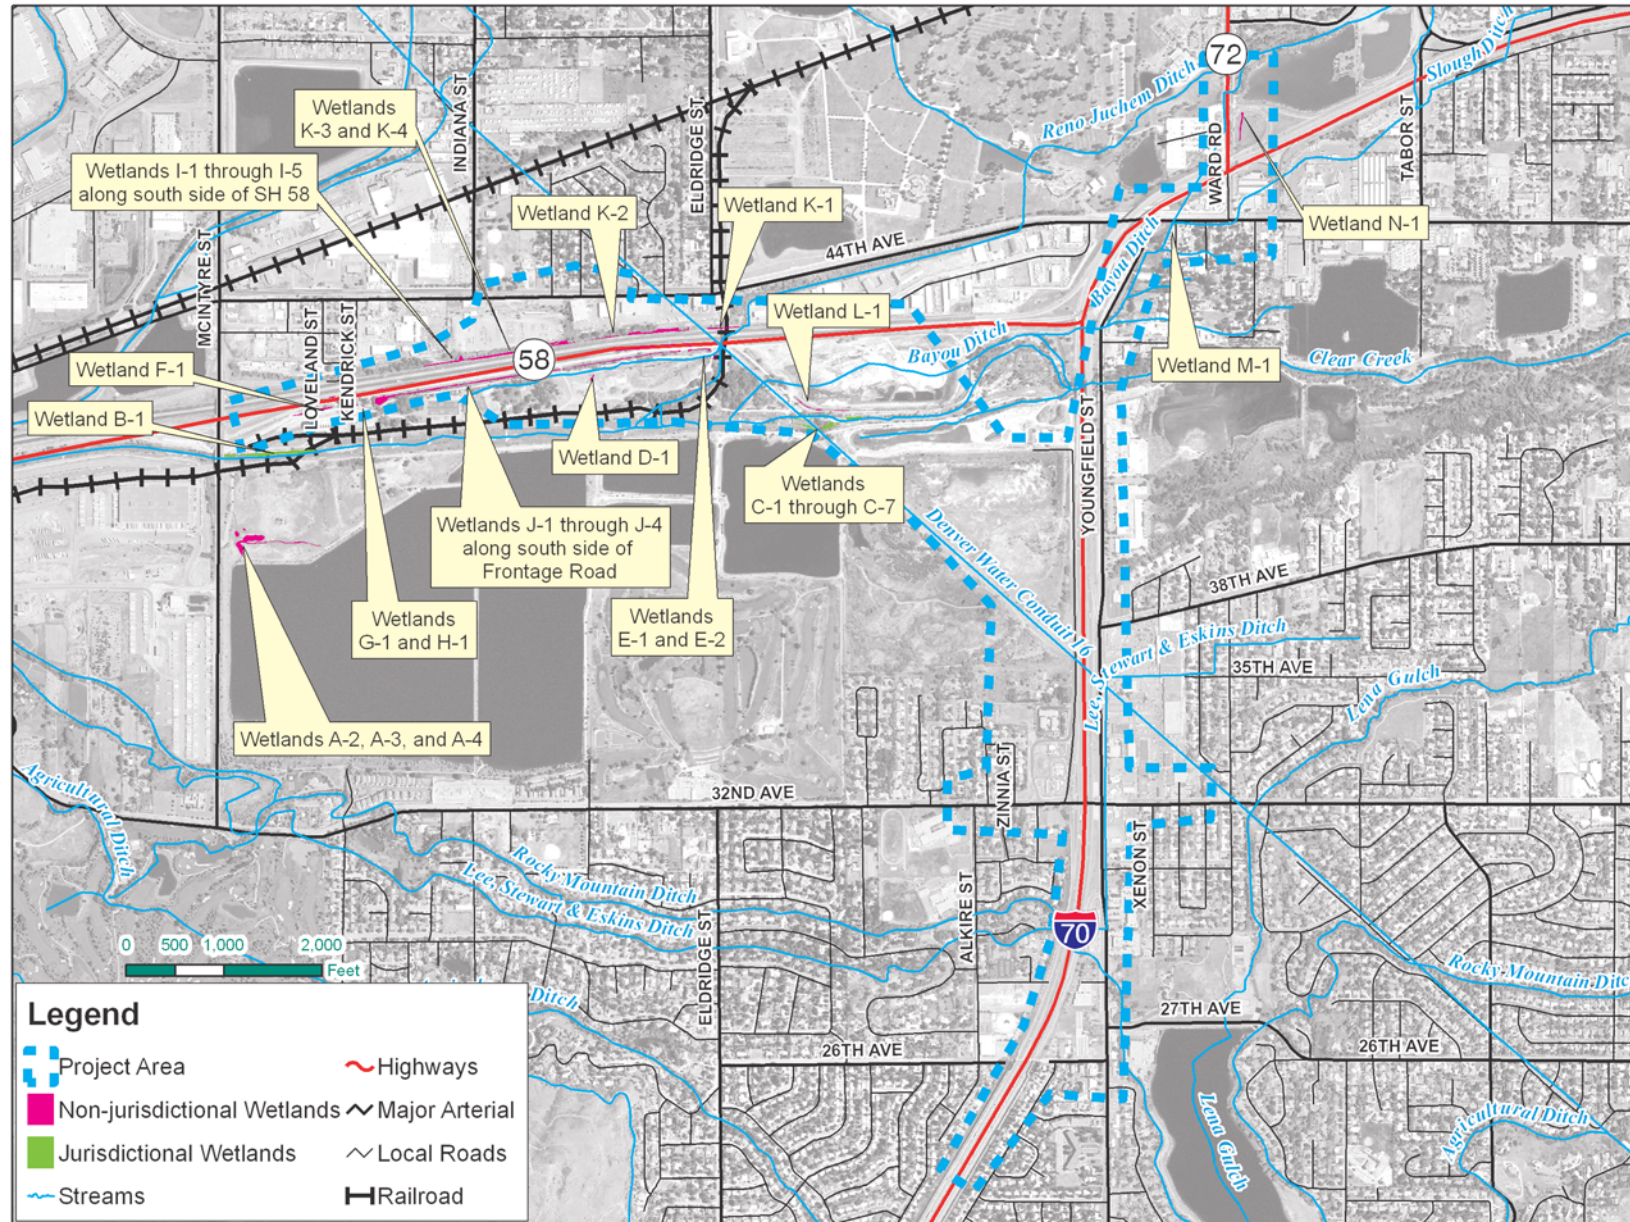 72
Slough Ditch
Reno Juchem Ditch
Wetlands
K-3 and K-4
INDIANA ST
ELDRIDGE ST
WARD RD
TABOR ST
Wetlands I-1 through I-5
along south side of SH 58
Wetland K-2
Wetland K-1
Wetland N-1
44TH AVE
MCINTYRE ST
Bayou Ditch
LOVELAND ST
KENDRICK ST
Wetland L-1
Bayou Ditch
Wetland F-1
58
Wetland M-1
Clear Creek
Wetland B-1
Wetland D-1
YOUNGFIELD ST
Wetlands
C-1 through C-7
Wetlands J-1 through J-4
along south side of
Frontage Road
Denver Water Conduit 16
38TH AVE
Wetlands
G-1 and H-1
Wetlands
E-1 and E-2
Lee, Stewart & Eskins Ditch
35TH AVE
Lena Gulch
Wetlands A-2, A-3, and A-4
ZINNIA ST
32ND AVE
Agricultural Ditch
Rocky Mountain Ditch
Lee, Stewart & Eskins Ditch
XENON ST
ALKIRE ST
ELDRIDGE ST
70
0 500 1,000 2,000
Feet
Rocky Mountain Ditc
Ditch
27TH AVE
26TH AVE
26TH AVE
Lena Gulch
Agricultural Ditch
Legend
Project Area
Highways
Non-jurisdictional Wetlands
Major Arterial
Jurisdictional Wetlands
Local Roads
Streams
Railroad